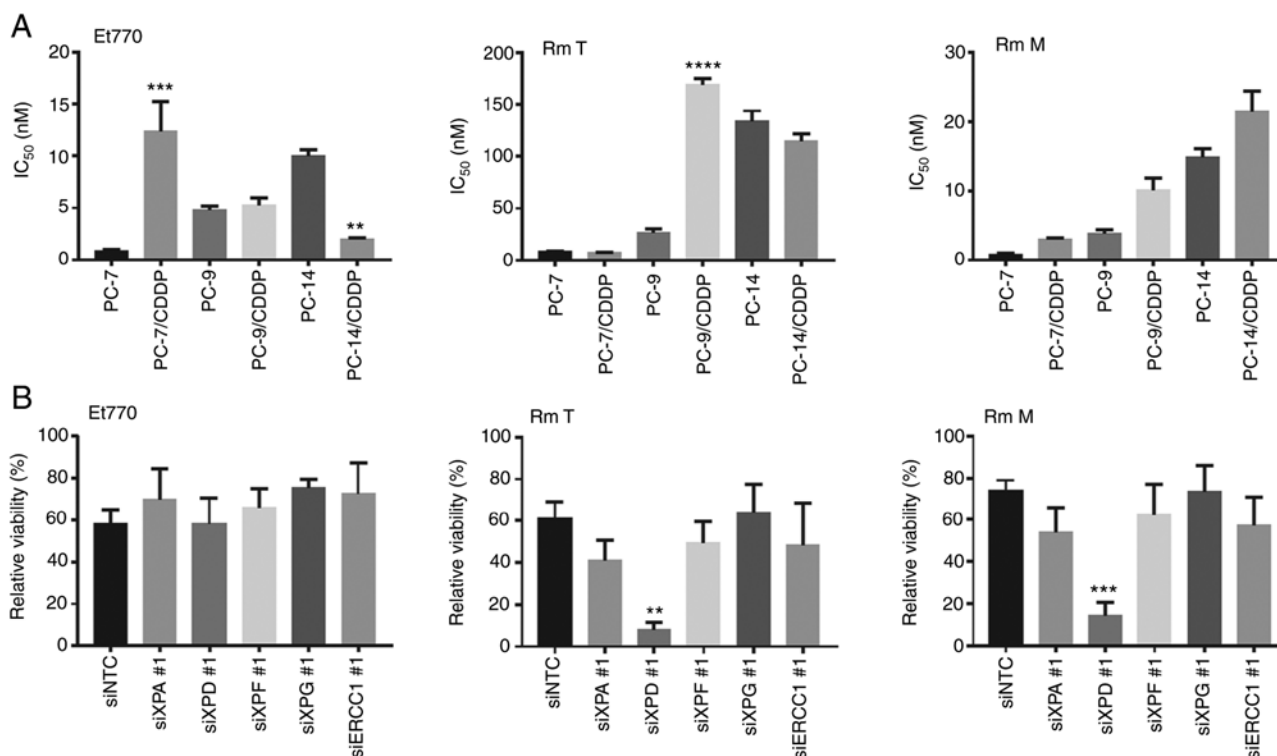 A
Et770
IC50 (nM)
20
15
10
5
0
***
**
PC-7
PC-7/CDDP
PC-9
PC-9/CDDP
PC-14
PC-14/CDDP
Rm T
IC50 (nM)
200
150
100
50
0
****
PC-7
PC-7/CDDP
PC-9
PC-9/CDDP
PC-14
PC-14/CDDP
Rm M
IC50 (nM)
30
20
10
0
PC-7
PC-7/CDDP
PC-9
PC-9/CDDP
PC-14
PC-14/CDDP
B
Et770
Relative viability (%)
100
80
60
40
20
0
siNTC
siXPA #1
siXPD #1
siXPF #1
siXPG #1
siERCC1 #1
Rm T
Relative viability (%)
100
80
60
40
20
0
**
siNTC
siXPA #1
siXPD #1
siXPF #1
siXPG #1
siERCC1 #1
Rm M
Relative viability (%)
100
80
60
40
20
0
***
siNTC
siXPA #1
siXPD #1
siXPF #1
siXPG #1
siERCC1 #1